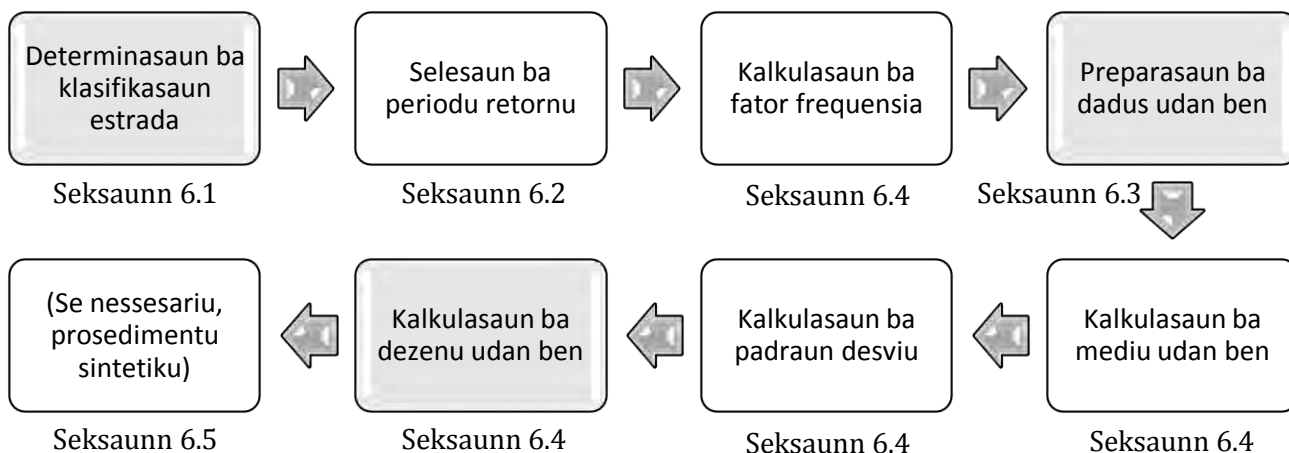 Determinasaun ba
klasifikasaun
estrada
Seksaunn 6.1
Selesaun ba
periodu retornu
Seksaunn 6.2
Kalkulasaun ba
fator frequensia
Seksaunn 6.4
Preparasaun ba
dadus udan ben
Seksaunn 6.3
Kalkulasaun ba
mediu udan ben
Seksaunn 6.4
Kalkulasaun ba
padraun desviu
Seksaunn 6.4
Kalkulasaun ba
dezenu udan ben
Seksaunn 6.4
(Se nessesariu,
prosedimentu
sintetiku)
Seksaunn 6.5